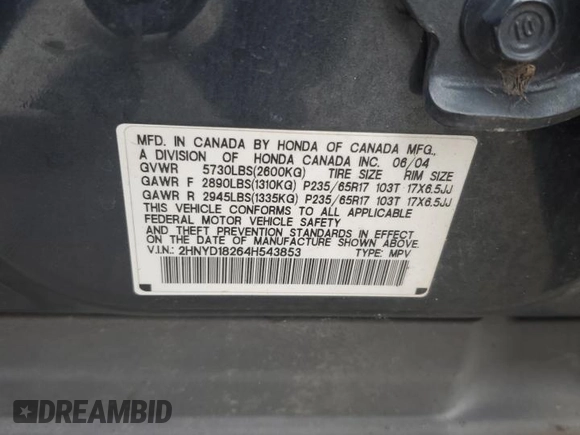 10
MFD. IN CANADA BY HONDA OF CANADA MFG.,
A DIVISION OF HONDA CANADA INC. 06/04
GVWR 5730LBS(2600KG) TIRE SIZE RIM SIZE
GAWR F 2890LBS(1310KG) P235/65R17 103T 17X6.5JJ
GAWR R 2945LBS(1335KG) P235/65R17 103T 17X6.5JJ
THIS VEHICLE CONFORMS TO ALL APPLICABLE
FEDERAL MOTOR VEHICLE SAFETY
AND THEFT PREVENTION STANDARDS IN EFFECT
ON THE DATE OF MANUFACTURE SHOWN ABOVE.
V.I.N.: 2HNYD18264H543853 TYPE: MPV
DREAMBID